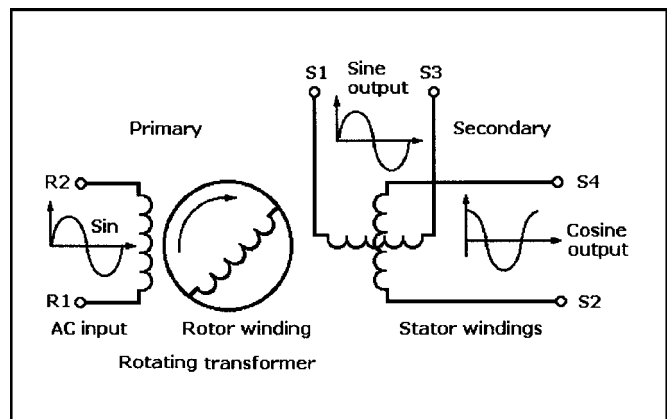 S1
Sine
output
S3
Primary
Secondary
R2
Sin
S4
Cosine
output
R1
S2
AC input
Rotor winding
Stator windings
Rotating transformer